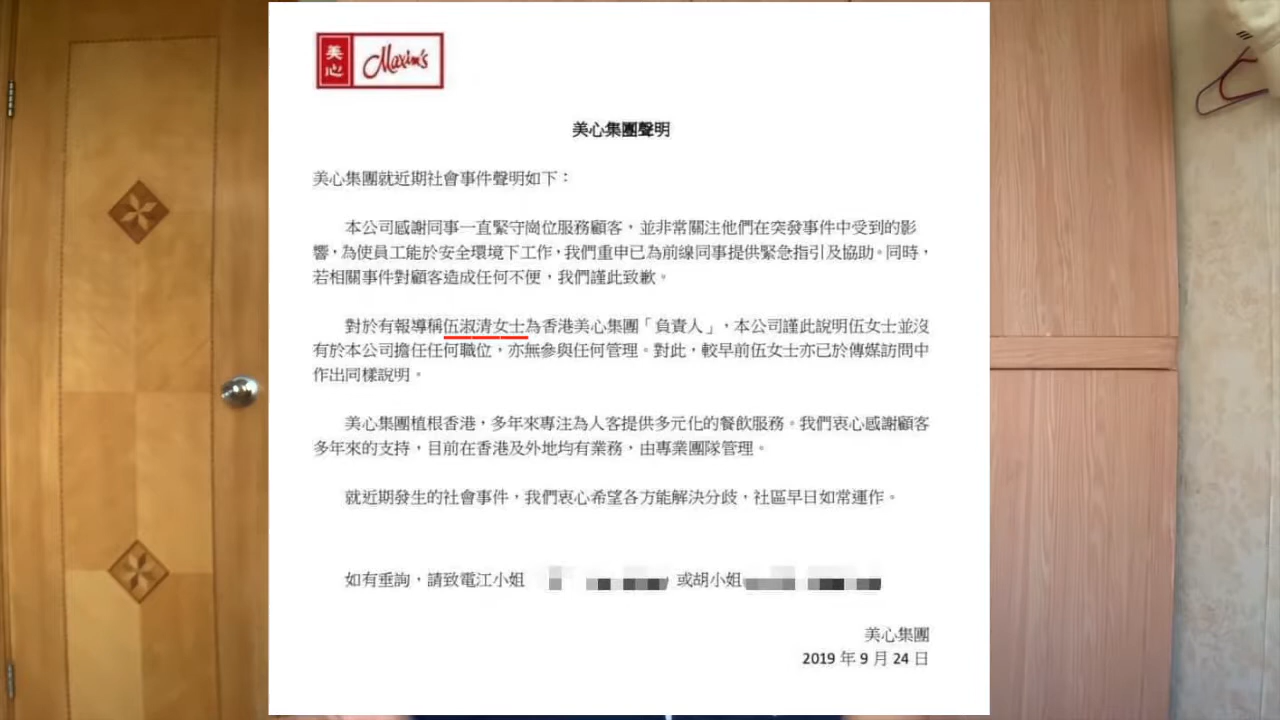 美心
Maxim's
美心集團聲明
美心集團就近期社會事件聲明如下：
本公司感謝同事一直緊守崗位服務顧客，並非常關注他們在突發事件中受到的影
響，為使員工能於安全環境下工作，我們重申已為前線同事提供緊急指引及協助。同時，
若相關事件對顧客造成任何不便，我們謹此致歉。
對於有報導稱伍淑清女士為香港美心集團「負責人」，本公司謹此說明伍女士並沒
有於本公司擔任任何職位，亦無參與任何管理。對此，較早前伍女士亦已於傳媒訪問中
作出同樣說明。
美心集團植根香港，多年來專注為人客提供多元化的餐飲服務。我們衷心感謝顧客
多年來的支持，目前在香港及外地均有業務，由專業團隊管理。
就近期發生的社會事件，我們衷心希望各方能解決分歧，社區早日如常運作。
如有垂詢，請致電江小姐 或胡小姐
美心集團
2019 年 9 月 24 日